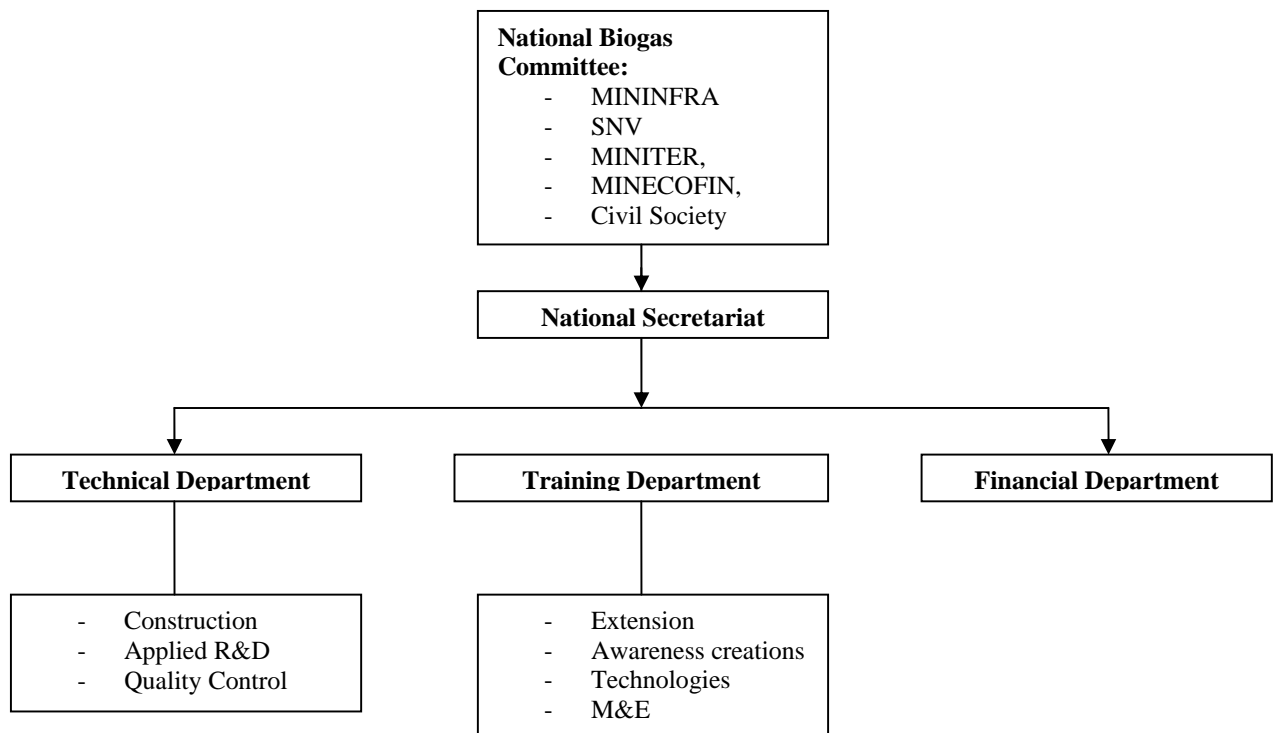 National Biogas
Committee:
- MININFRA
- SNV
- MINITER,
- MINECOFIN,
- Civil Society
National Secretariat
Technical Department
Training Department
Financial Department
- Construction
- Applied R&D
- Quality Control
- Extension
- Awareness creations
- Technologies
- M&E